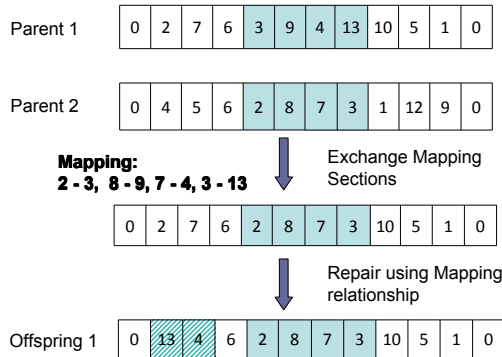 Parent 1 0 2 7 6 3 9 4 13 10 5 1 0
Parent 2 0 4 5 6 2 8 7 3 1 12 9 0
Mapping:
2 - 3, 8 - 9, 7 - 4, 3 - 13
Exchange Mapping
Sections
0 2 7 6 2 8 7 3 10 5 1 0
Repair using Mapping
relationship
Offspring 1 0 13 4 6 2 8 7 3 10 5 1 0